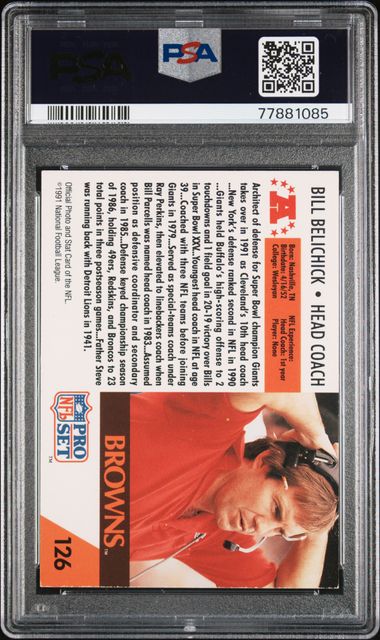 PSA
PSA
77881085
BILL BELICHICK • HEAD COACH
A
Born: Nashville, TN
Birthdate: 4/16/52
College: Wesleyan
NFL Experience:
Head Coach: 1st year
Player: None
Architect of defense for Super Bowl champion Giants
takes over in 1991 as Cleveland's 10th head coach
...New York's defense ranked second in NFL in 1990
...Giants held Buffalo's high-scoring offense to 2
touchdowns and 1 field goal in 20-19 victory over Bills
in Super Bowl XXV...Youngest head coach in NFL at age
39...Coached with three NFL teams before joining
Giants in 1979...Served as special-teams coach under
Ray Perkins, then elevated to linebackers coach when
Bill Parcells was named head coach in 1983...Assumed
position as defensive coordinator and secondary
coach in 1985...Defense keyed championship season
of 1986, holding 49ers, Redskins, and Broncos to 23
total points in three postseason games...Father Steve
was running back with Detroit Lions in 1941.
Official Photo and Stat Card of the NFL
©1991 National Football League.
BROWNS™
PRO
NFL
SET
™
126